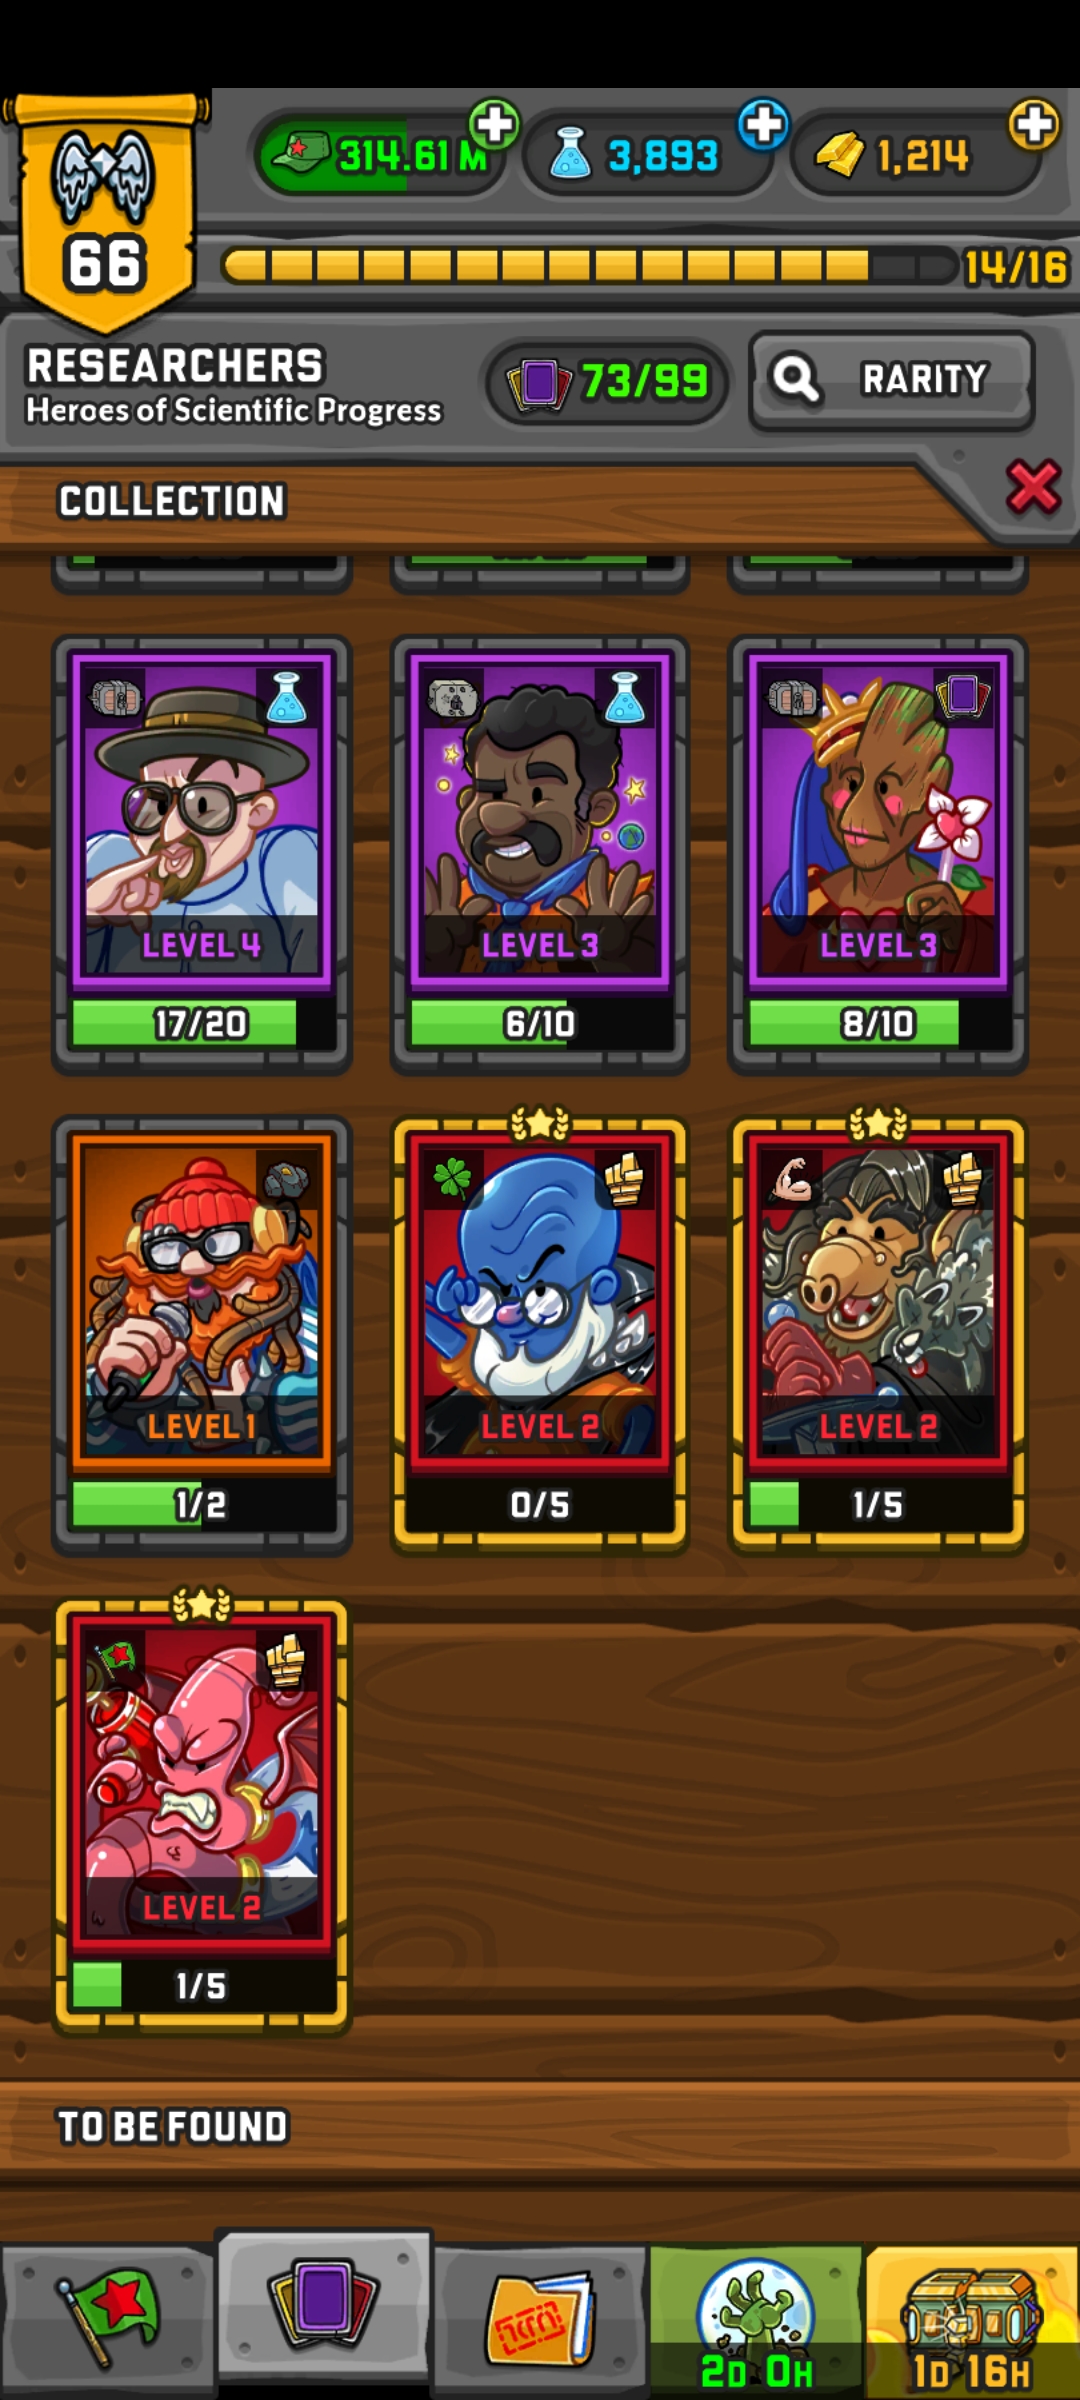 314.61 M
3,893
1,214
66
14/16
RESEARCHERS
Heroes of Scientific Progress
73/99
RARITY
COLLECTION
LEVEL 4
LEVEL 3
LEVEL 3
17/20
6/10
8/10
LEVEL 1
LEVEL 2
LEVEL 2
1/2
0/5
1/5
LEVEL 2
1/5
TO BE FOUND
2D 0H
1D 16H